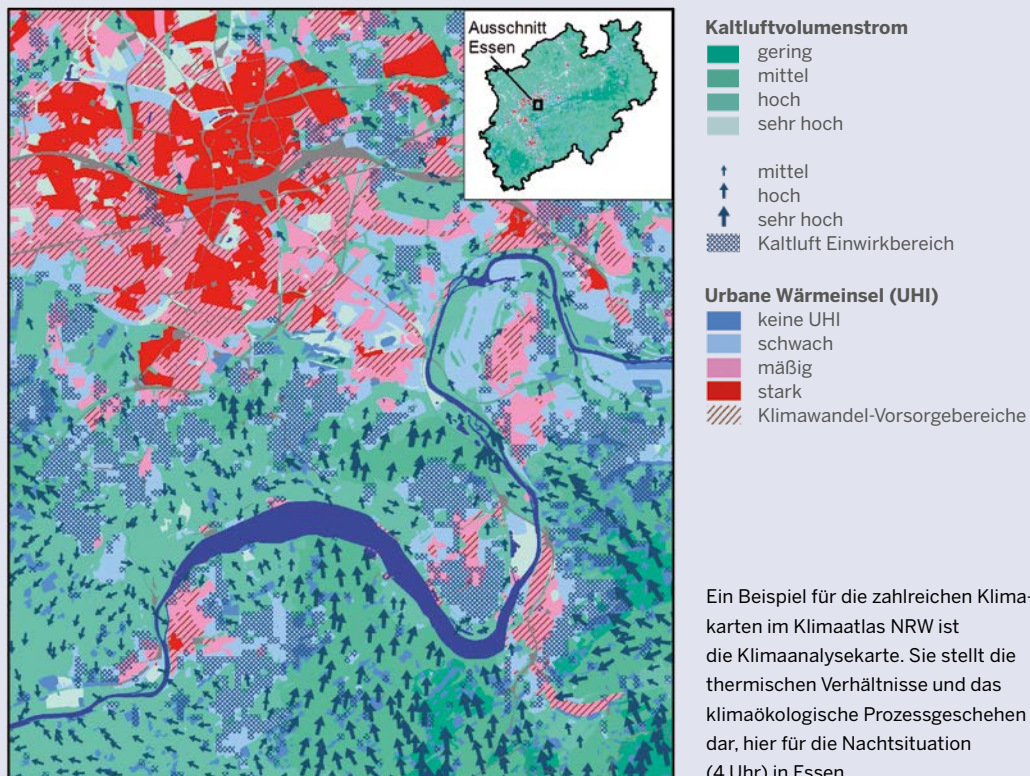 Ausschnitt
Essen
Kaltluftvolumenstrom
gering
mittel
hoch
sehr hoch
mittel
hoch
sehr hoch
Kaltluft Einwirkbereich
Urbane Wärmeinsel (UHI)
keine UHI
schwach
mäßig
stark
Klimawandel-Vorsorgebereiche
Ein Beispiel für die zahlreichen Klima-
karten im Klimaatlas NRW ist
die Klimaanalysekarte. Sie stellt die
thermischen Verhältnisse und das
klimaökologische Prozessgeschehen
dar, hier für die Nachtsituation
(4 Uhr) in Essen